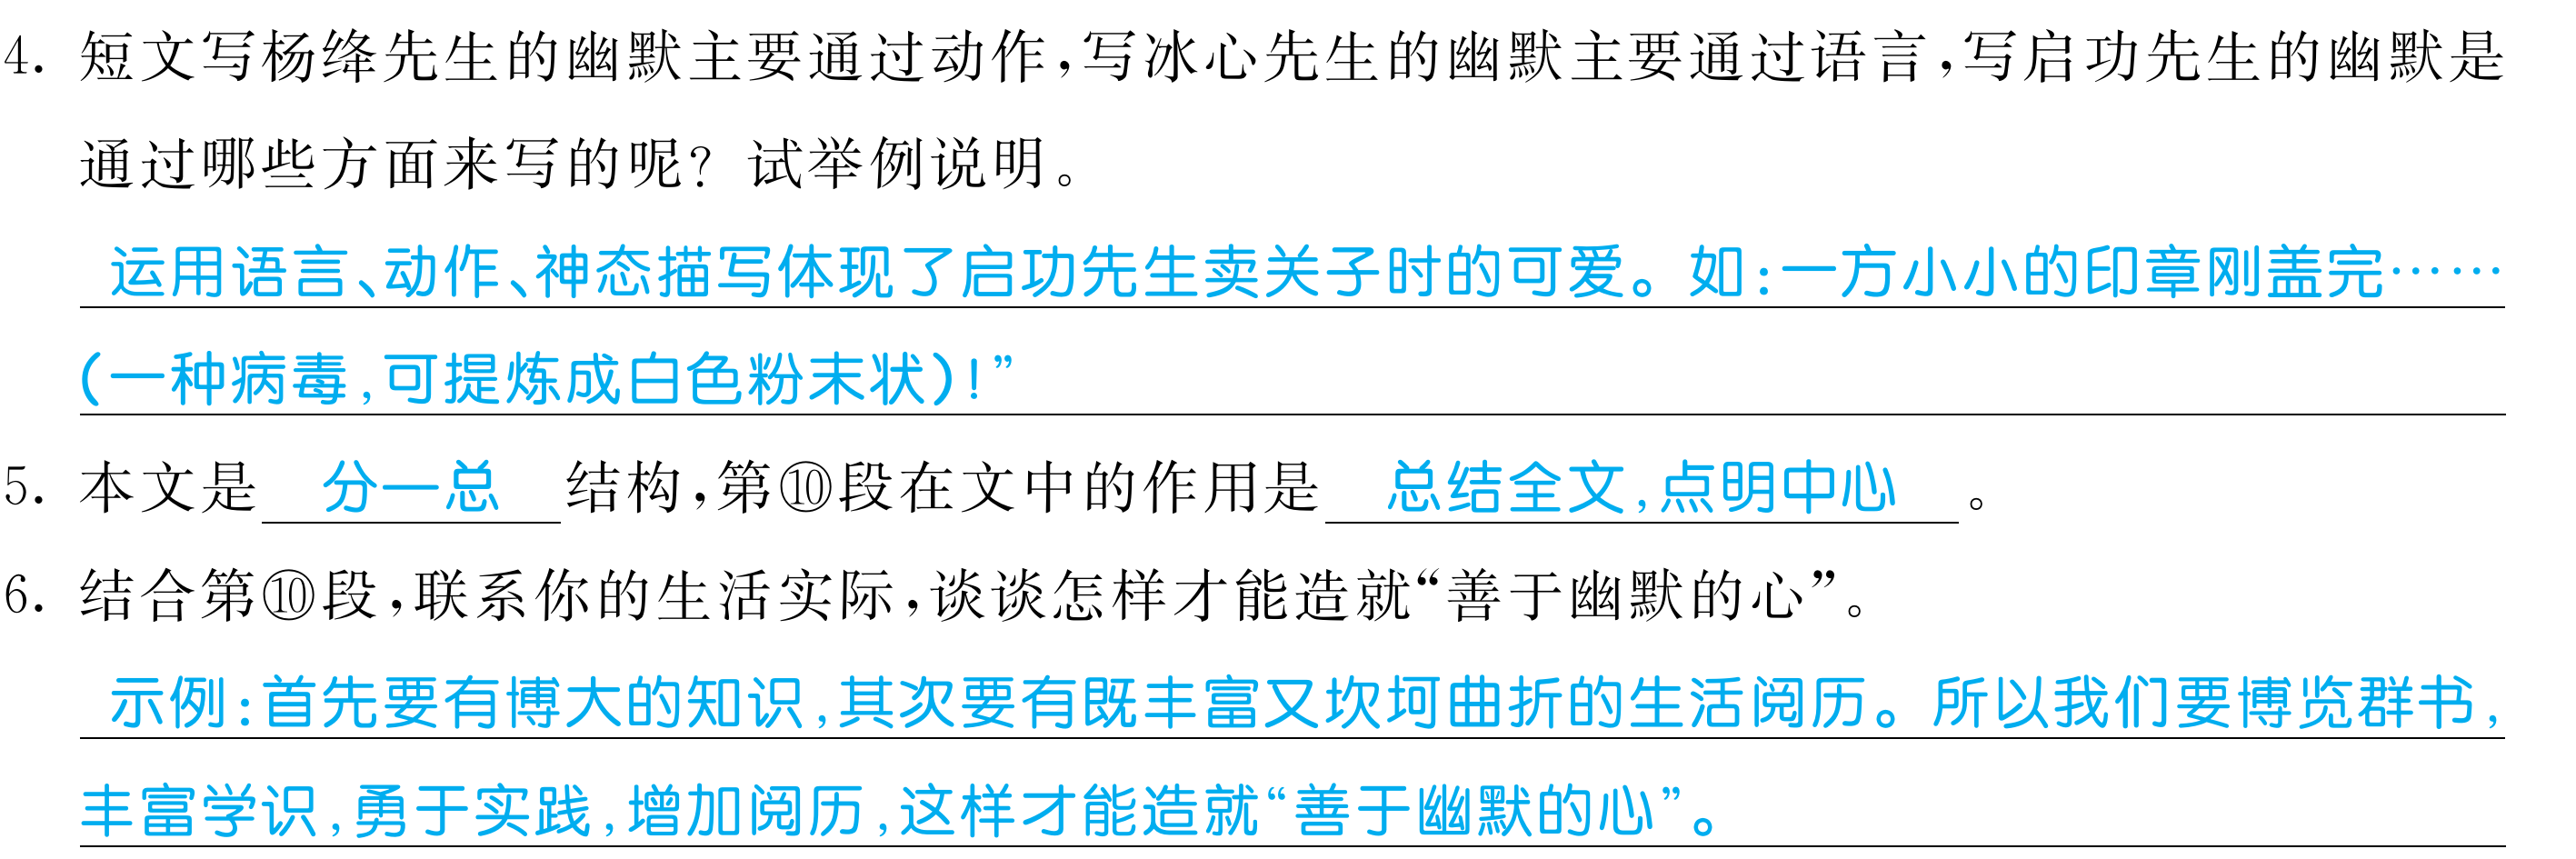 4. 短文写杨绛先生的幽默主要通过动作,写冰心先生的幽默主要通过语言,写启功先生的幽默是
通过哪些方面来写的呢? 试举例说明。
运用语言、动作、神态描写体现了启功先生卖关子时的可爱。如:一方小小的印章刚盖完……
(一种病毒,可提炼成白色粉末状)!”
5. 本文是 分—总 结构,第⑩段在文中的作用是 总结全文,点明中心 。
6. 结合第⑩段,联系你的生活实际,谈谈怎样才能造就“善于幽默的心”。
示例:首先要有博大的知识,其次要有既丰富又坎坷曲折的生活阅历。所以我们要博览群书,
丰富学识,勇于实践,增加阅历,这样才能造就“善于幽默的心”。